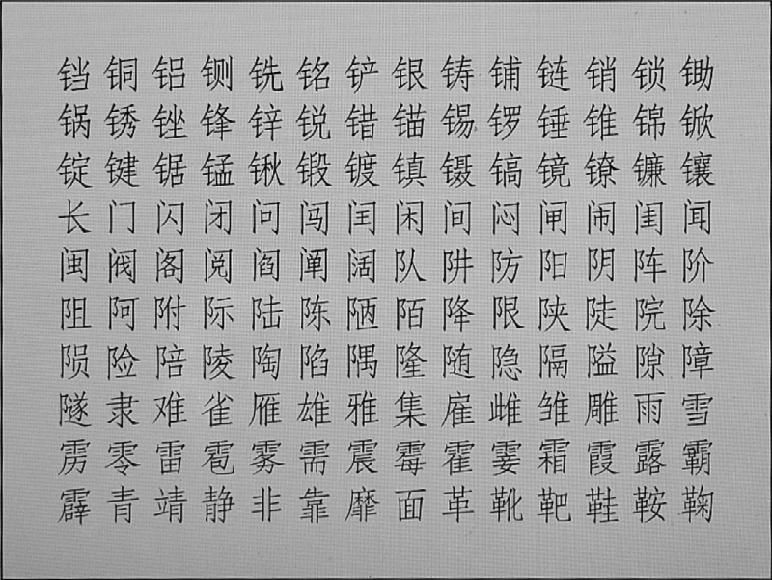 铛铜铝铡铣铭铲银铸铺链销锁锄
锅锈锉锋锌锐错锚锡锣锤锥锦锨
锭键锯锰锹锻镀镇镊镐镜镣镰镶
长门闪闭问闯闰闲间闷闸闹闺闻
闽阀阁阅阎阐阔队阱防阳阴阵阶
阻阿附际陆陈陋陌降限陕陡院除
陨险陪陵陶陷隅隆随隐隔隘隙障
隧隶难雀雁雄雅集雇雌雏雕雨雪
雳零雷雹雾需震霉霍霎霜霞露霸
霹青靖静非靠靡面革靴靶鞋鞍鞠